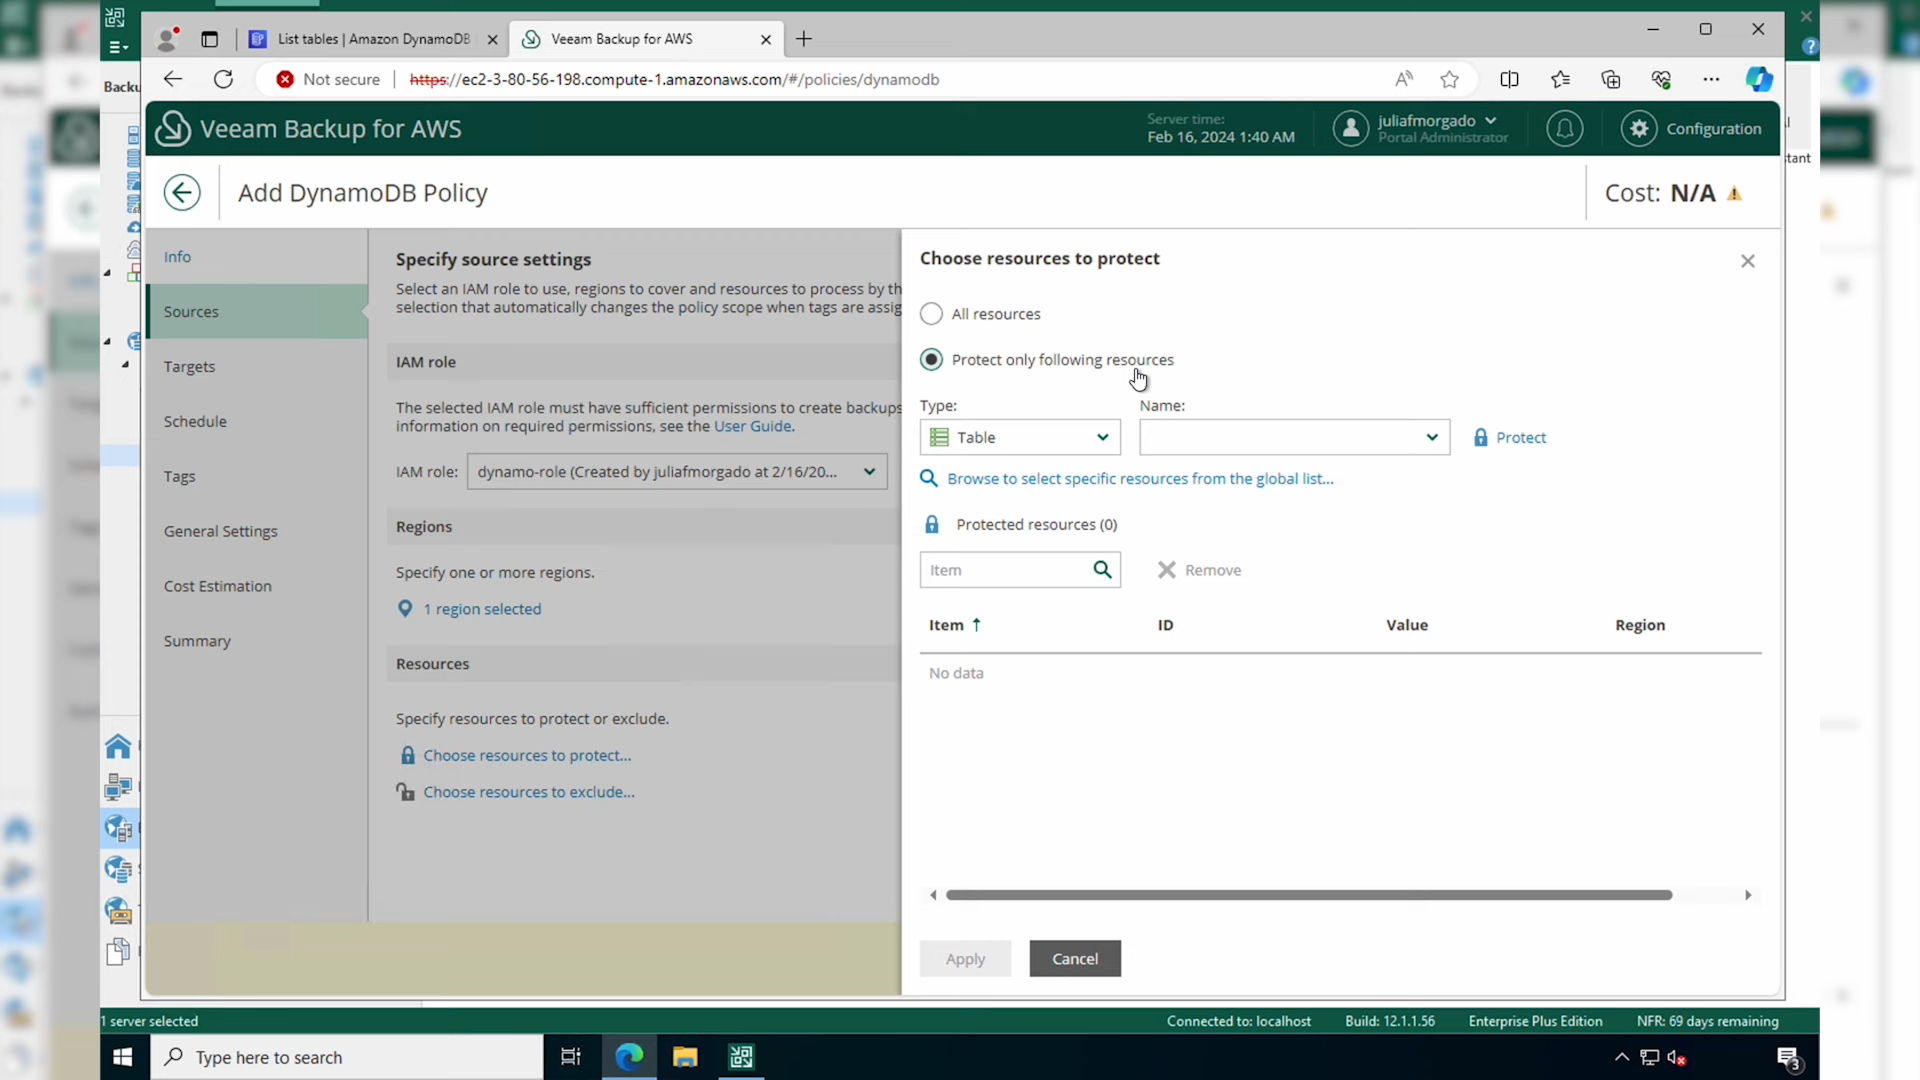 List tables | Amazon DynamoDB
Veeam Backup for AWS
Backu
Not secure
https://ec2-3-80-56-198.compute-1.amazonaws.com/#/policies/dynamodb
Veeam Backup for AWS
Server time:
Feb 16, 2024 1:40 AM
juliafmorgado
Portal Administrator
Configuration
tant
Add DynamoDB Policy
Cost: N/A
Info
Sources
Targets
Schedule
Tags
General Settings
Cost Estimation
Summary
Specify source settings
Select an IAM role to use, regions to cover and resources to process by th
selection that automatically changes the policy scope when tags are assig
IAM role
The selected IAM role must have sufficient permissions to create backups
information on required permissions, see the User Guide.
IAM role: dynamo-role (Created by juliafmorgado at 2/16/20...
Regions
Specify one or more regions.
1 region selected
Resources
Specify resources to protect or exclude.
Choose resources to protect...
Choose resources to exclude...
Choose resources to protect
All resources
Protect only following resources
Type: Name:
Table
Protect
Browse to select specific resources from the global list...
Protected resources (0)
Item
Remove
Item ID Value Region
No data
Apply Cancel
1 server selected
Connected to: localhost Build: 12.1.1.56 Enterprise Plus Edition NFR: 69 days remaining
Type here to search
3